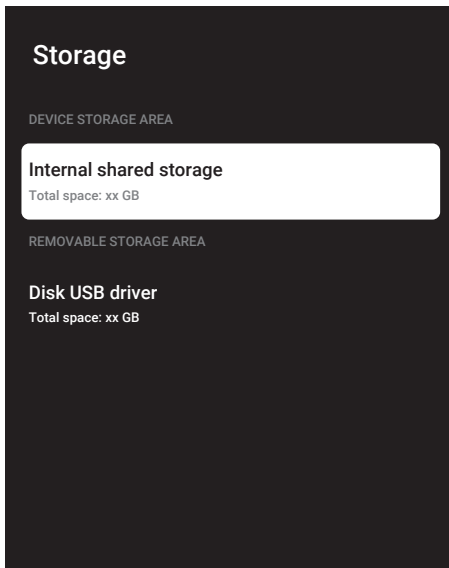 Storage
DEVICE STORAGE AREA
Internal shared storage
Total space: xx GB
REMOVABLE STORAGE AREA
Disk USB driver
Total space: xx GB